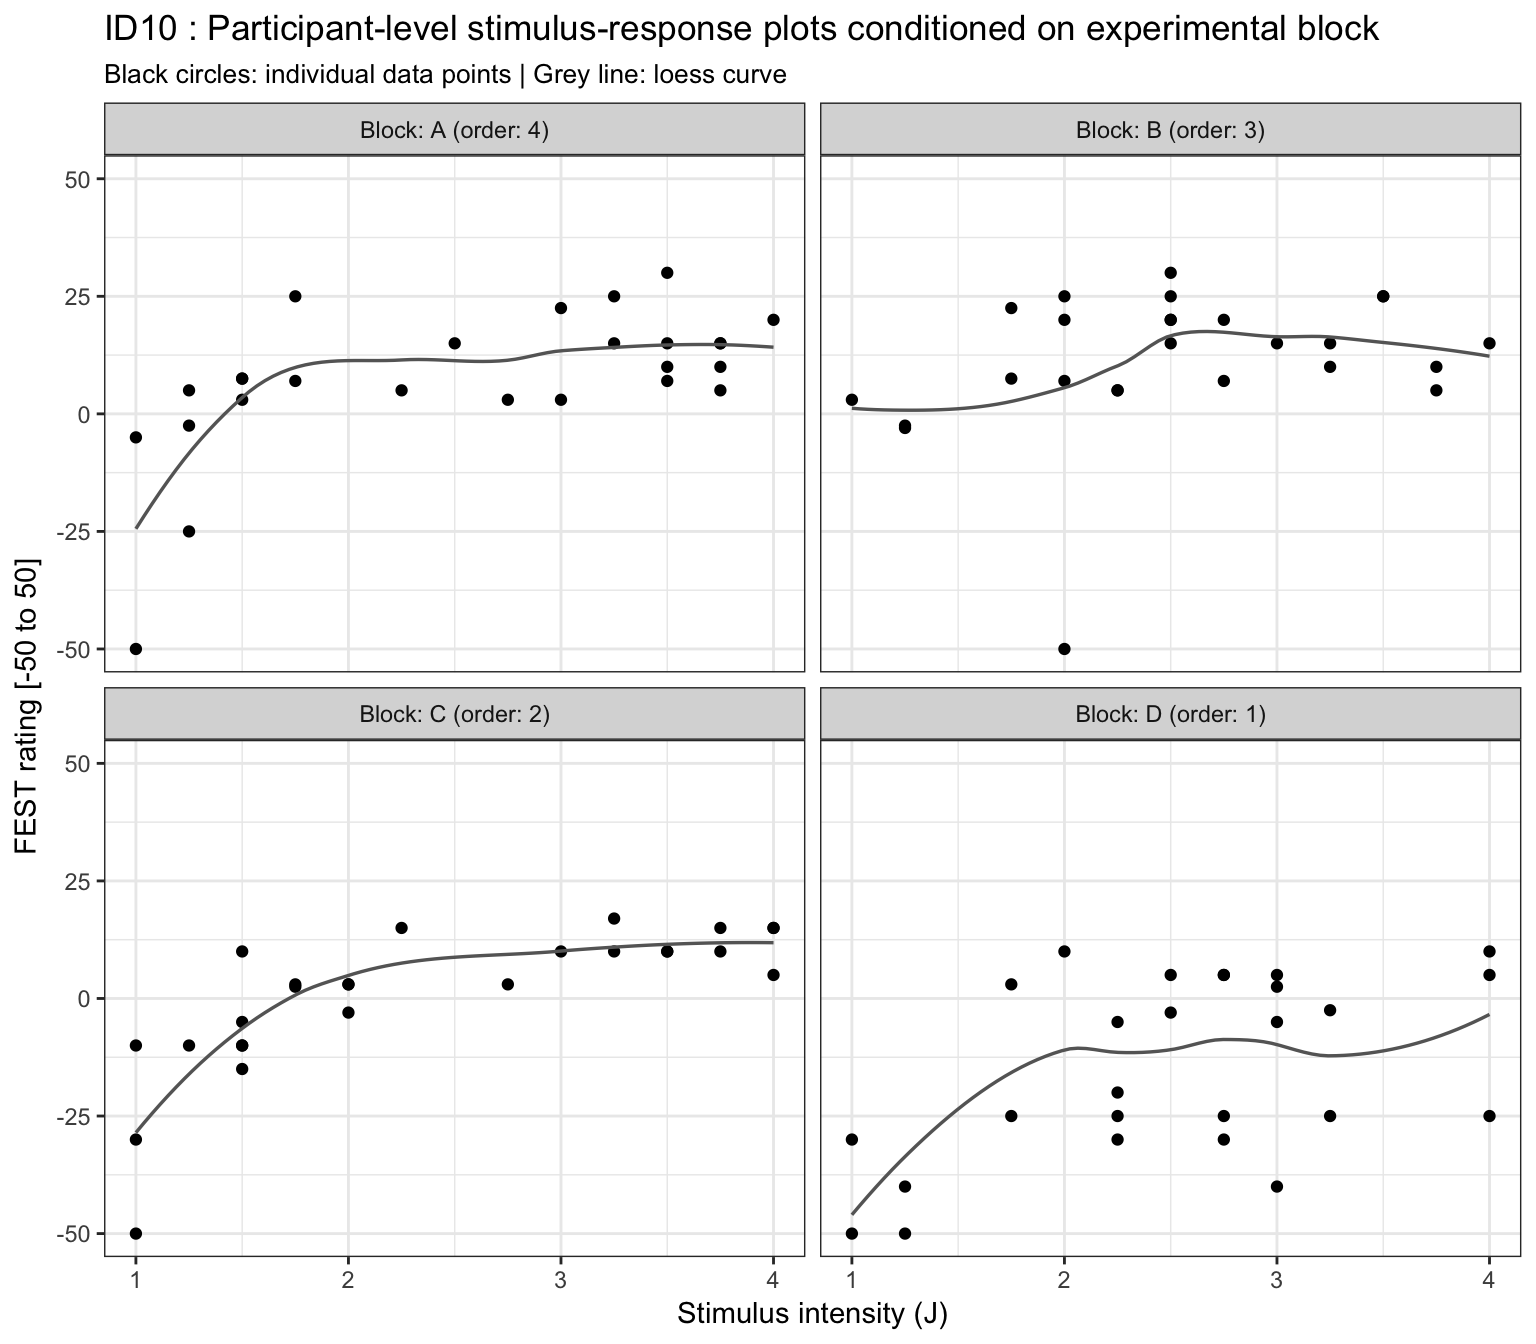 ID10 : Participant-level stimulus-response plots conditioned on experimental block
Black circles: individual data points | Grey line: loess curve
Block: A (order: 4)
Block: B (order: 3)
50
25
0
-25
-50
Block: C (order: 2)
Block: D (order: 1)
50
25
0
-25
-50
FEST rating [-50 to 50]
1 2 3 4
1 2 3 4
Stimulus intensity (J)